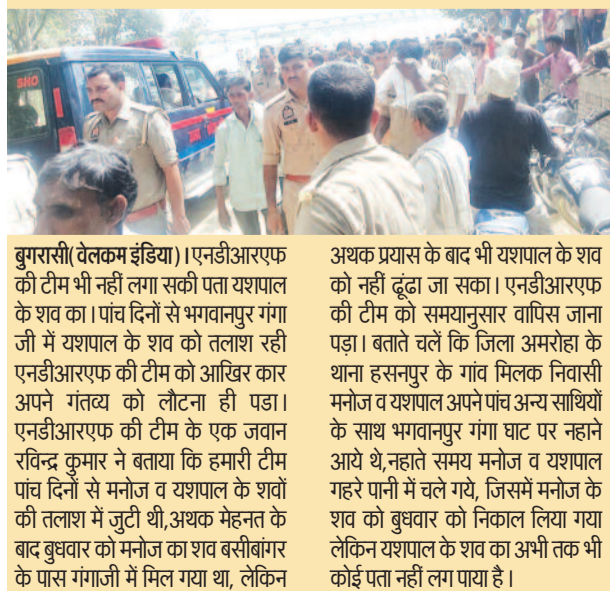 SHO
बुगरासी( वेलकम इंडिया )। एनडीआरएफ
की टीम भी नहीं लगा सकी पता यशपाल
के शव का। पांच दिनों से भगवानपुर गंगा
जी में यशपाल के शव को तलाश रही
एनडीआरएफ की टीम को आखिर कार
अपने गंतव्य को लौटना ही पडा।
एनडीआरएफ की टीम के एक जवान
रविन्द्र कुमार ने बताया कि हमारी टीम
पांच दिनों से मनोज व यशपाल के शवों
की तलाश में जुटी थी,अथक मेहनत के
बाद बुधवार को मनोज का शव बसीबांगर
के पास गंगाजी में मिल गया था, लेकिन
अथक प्रयास के बाद भी यशपाल के शव
को नहीं ढूंढा जा सका। एनडीआरएफ
की टीम को समयानुसार वापिस जाना
पड़ा। बताते चलें कि जिला अमरोहा के
थाना हसनपुर के गांव मिलक निवासी
मनोज व यशपाल अपने पांच अन्य साथियों
के साथ भगवानपुर गंगा घाट पर नहाने
आये थे,नहाते समय मनोज व यशपाल
गहरे पानी में चले गये, जिसमें मनोज के
शव को बुधवार को निकाल लिया गया
लेकिन यशपाल के शव का अभी तक भी
कोई पता नहीं लग पाया है।